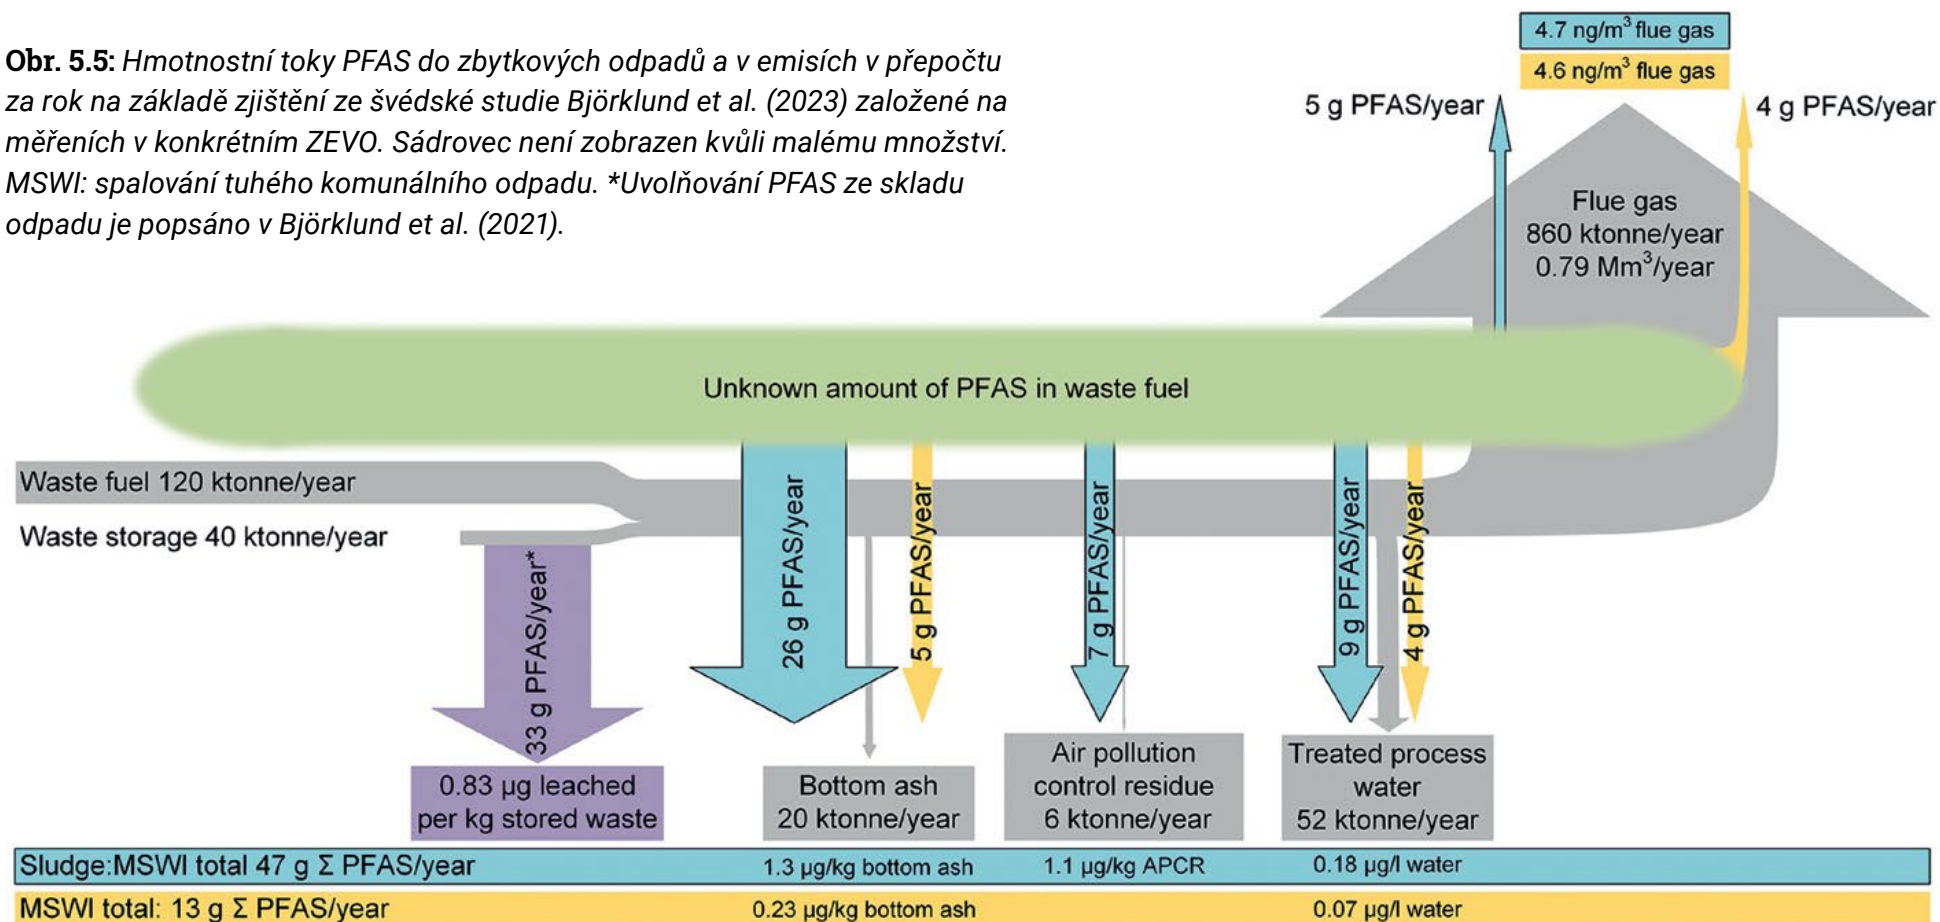 Obr. 5.5: Hmotnostní toky PFAS do zbytkových odpadů a v emisích v přepočtu
za rok na základě zjištění ze švédské studie Björklund et al. (2023) založené na
měřeních v konkrétním ZEVO. Sádrovec není zobrazen kvůli malému množství.
MSWI: spalování tuhého komunálního odpadu. *Uvolňování PFAS ze skladu
odpadu je popsáno v Björklund et al. (2021).
4.7 ng/m³ flue gas
4.6 ng/m³ flue gas
5 g PFAS/year
4 g PFAS/year
Flue gas
860 ktonne/year
0.79 Mm³/year
Unknown amount of PFAS in waste fuel
Waste fuel 120 ktonne/year
Waste storage 40 ktonne/year
33 g PFAS/year*
26 g PFAS/year
5 g PFAS/year
7 g PFAS/year
9 g PFAS/year
4 g PFAS/year
0.83 µg leached
per kg stored waste
Bottom ash
20 ktonne/year
Air pollution
control residue
6 ktonne/year
Treated process
water
52 ktonne/year
Sludge:MSWI total 47 g Σ PFAS/year
1.3 µg/kg bottom ash
1.1 µg/kg APCR
0.18 µg/l water
MSWI total: 13 g Σ PFAS/year
0.23 µg/kg bottom ash
0.07 µg/l water